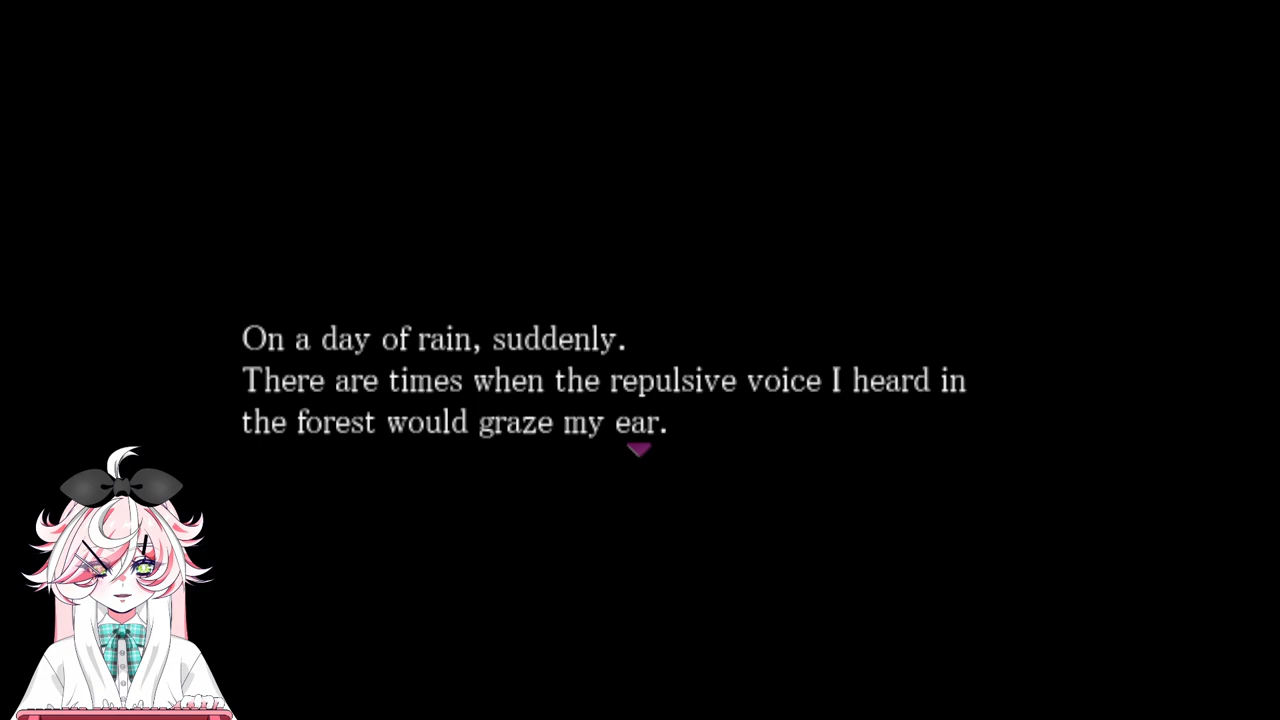 On a day of rain, suddenly.
There are times when the repulsive voice I heard in
the forest would graze my ear.